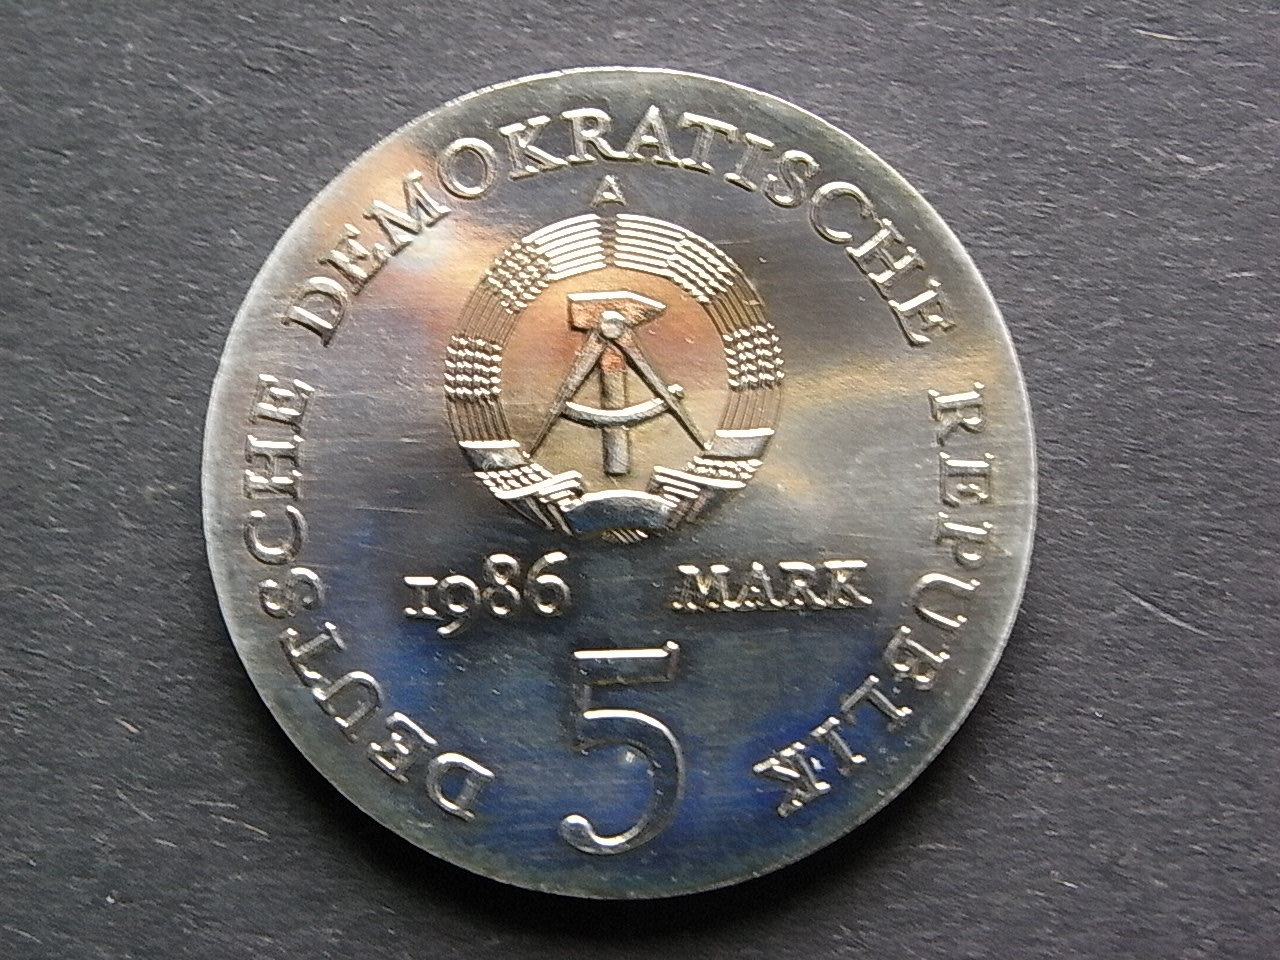 DEUTSCHE DEMOKRATISCHE REPUBLIK
A
1986 MARK
5